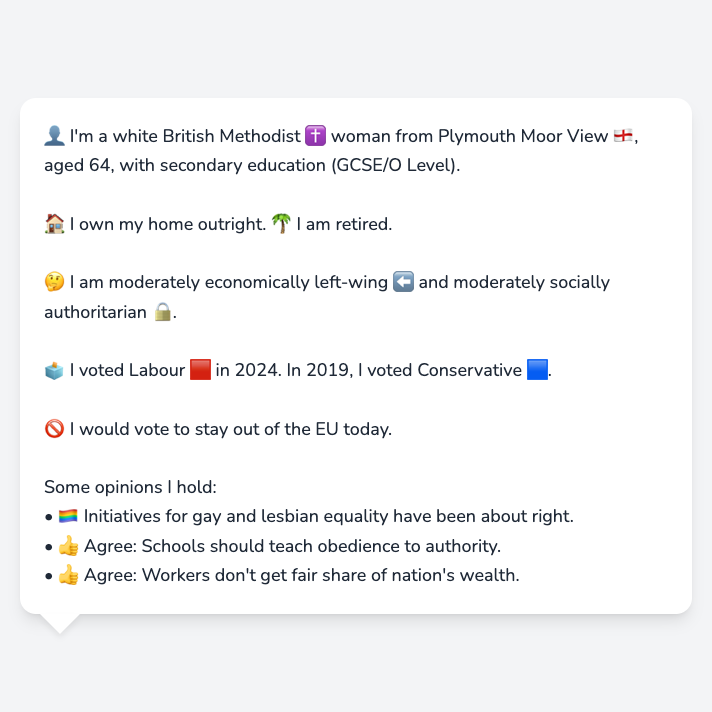 👤 I'm a white British Methodist ✝️ woman from Plymouth Moor View 🏴󠁧󠁢󠁥󠁮󠁧󠁿,
aged 64, with secondary education (GCSE/O Level).
🏠 I own my home outright. 🌴 I am retired.
🤔 I am moderately economically left-wing ⬅️ and moderately socially
authoritarian 🔒.
🗳️ I voted Labour 🟥 in 2024. In 2019, I voted Conservative 🟦.
🚫 I would vote to stay out of the EU today.
Some opinions I hold:
• 🏳️‍🌈 Initiatives for gay and lesbian equality have been about right.
• 👍 Agree: Schools should teach obedience to authority.
• 👍 Agree: Workers don't get fair share of nation's wealth.